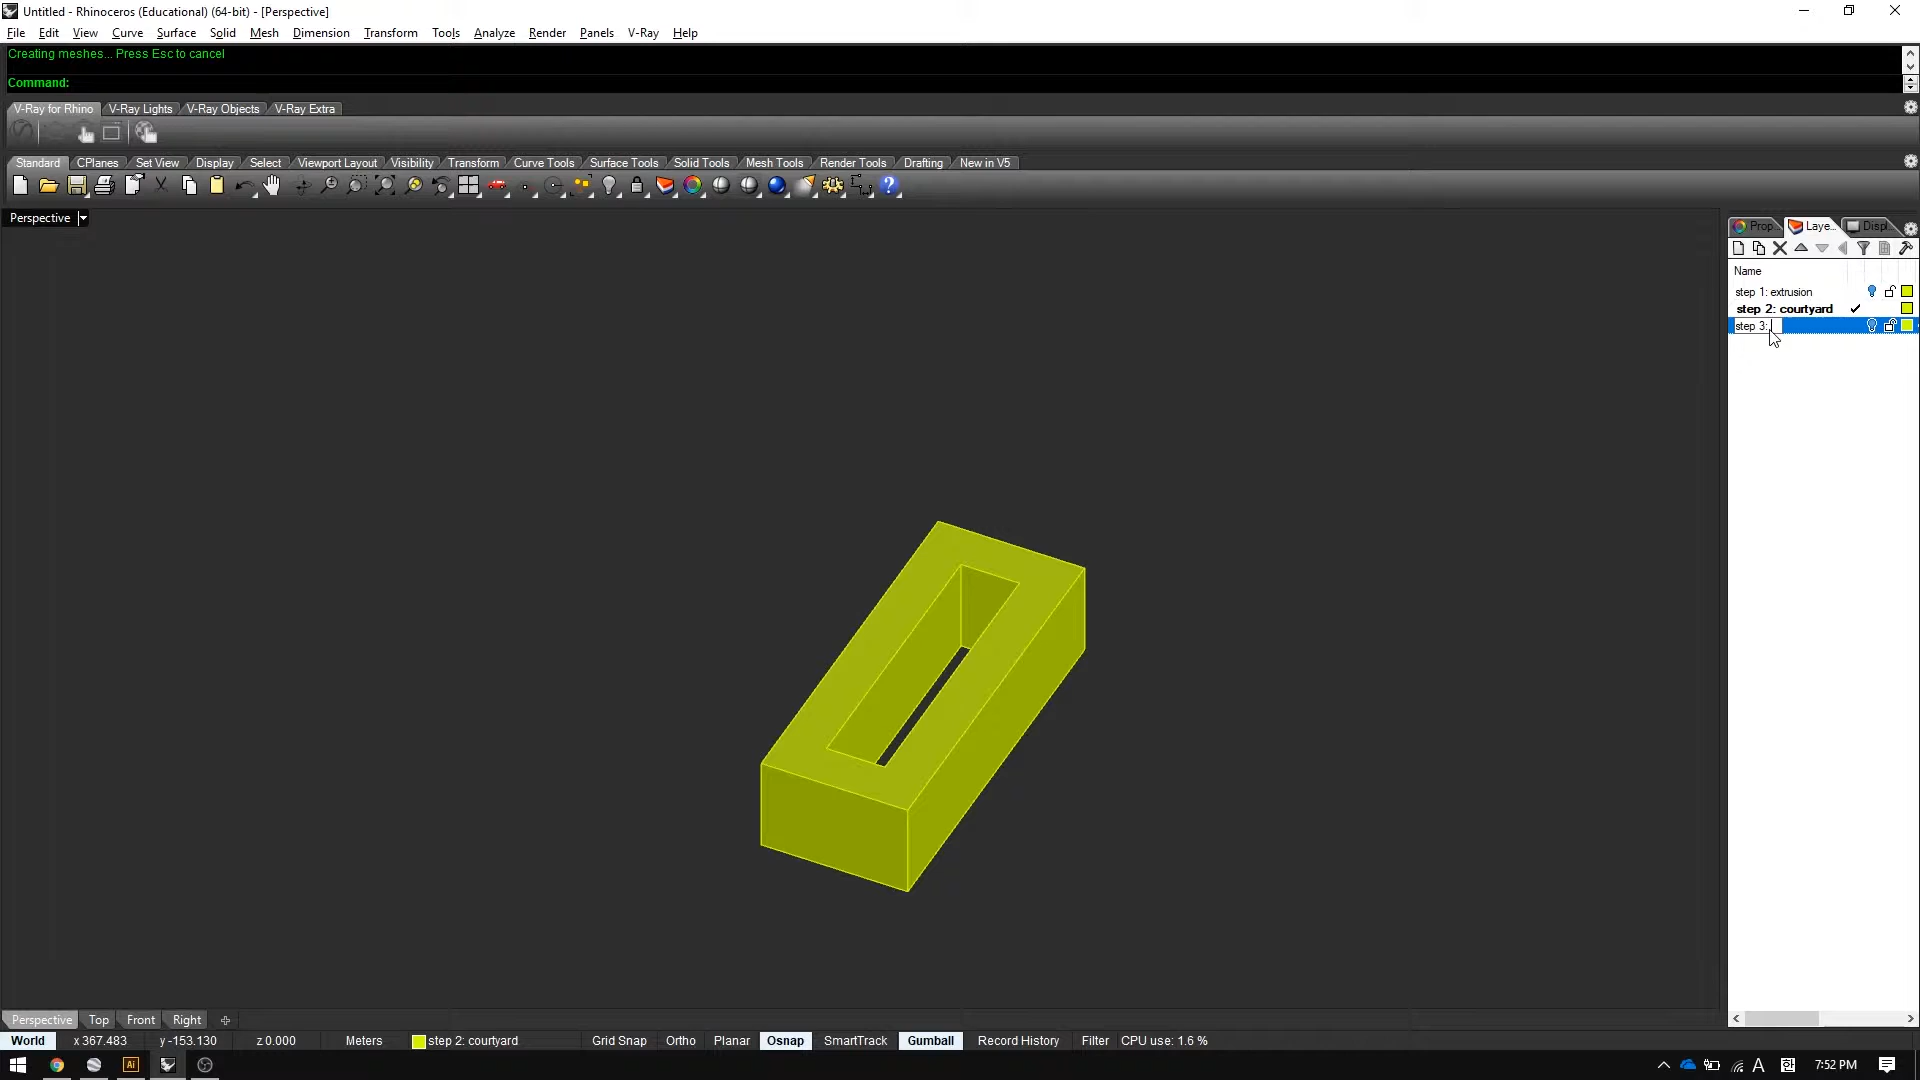 Untitled - Rhinoceros (Educational) (64-bit) - [Perspective]
File Edit View Curve Surface Solid Mesh Dimension Transform Tools Analyze Render Panels V-Ray Help
Creating meshes... Press Esc to cancel
Command:
V-Ray for Rhino V-Ray Lights V-Ray Objects V-Ray Extra
Standard CPlanes Set View Display Select Viewport Layout Visibility Transform Curve Tools Surface Tools Solid Tools Mesh Tools Render Tools Drafting New in V5
Perspective
Prop... Laye... Displ...
Name
step 1: extrusion
step 2: courtyard
step 3:
Perspective Top Front Right
World x 367.483 y -153.130 z 0.000 Meters step 2: courtyard Grid Snap Ortho Planar Osnap SmartTrack Gumball Record History Filter CPU use: 1.6 %
Ai A 7:52 PM